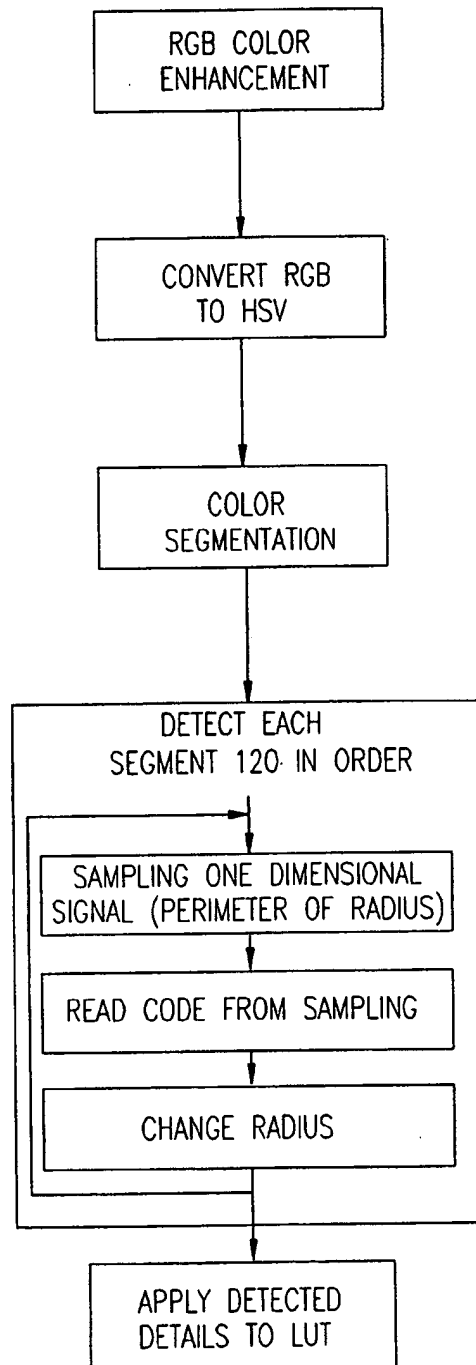 RGB COLOR
ENHANCEMENT
CONVERT RGB
TO HSV
COLOR
SEGMENTATION
DETECT EACH
SEGMENT 120 IN ORDER
SAMPLING ONE DIMENSIONAL
SIGNAL (PERIMETER OF RADIUS)
READ CODE FROM SAMPLING
CHANGE RADIUS
APPLY DETECTED
DETAILS TO LUT